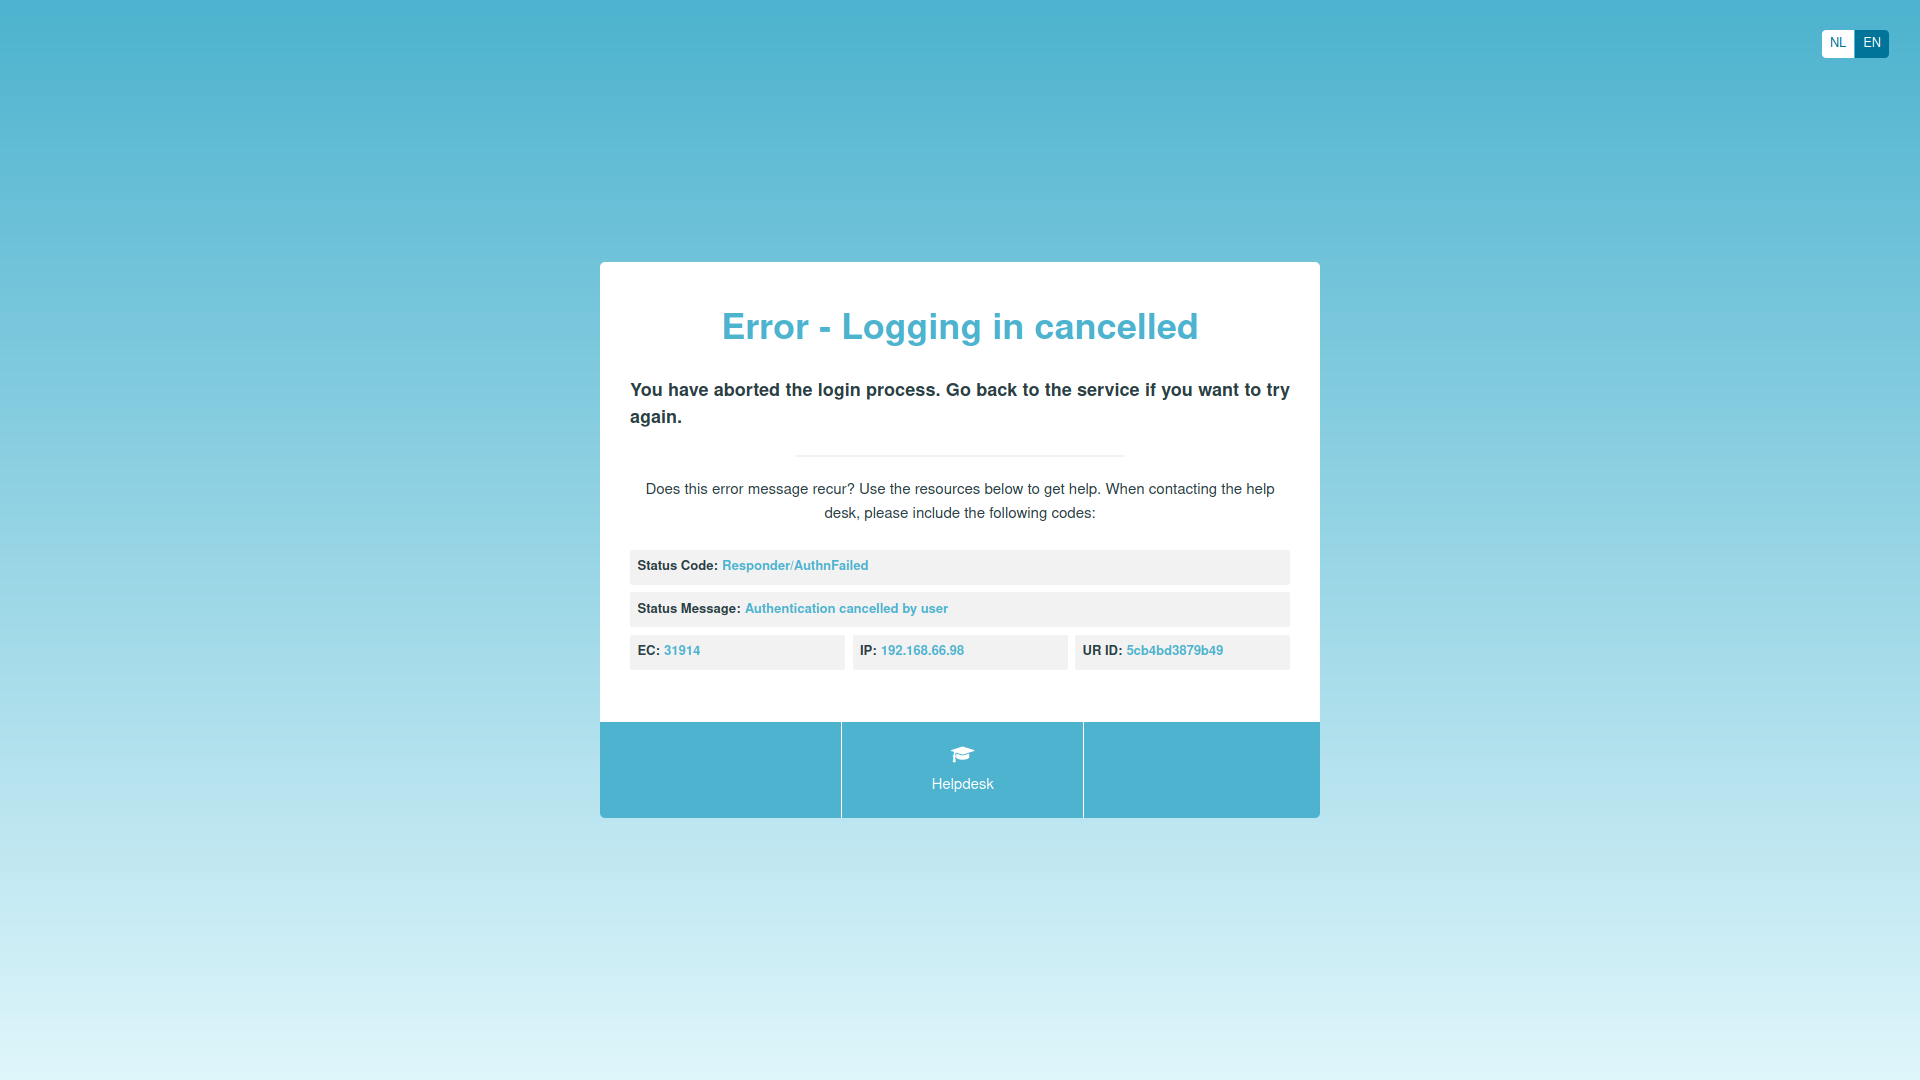 NL EN
Error - Logging in cancelled
You have aborted the login process. Go back to the service if you want to try
again.
Does this error message recur? Use the resources below to get help. When contacting the help
desk, please include the following codes:
Status Code: Responder/AuthnFailed
Status Message: Authentication cancelled by user
EC: 31914 IP: 192.168.66.98 UR ID: 5cb4bd3879b49
Helpdesk